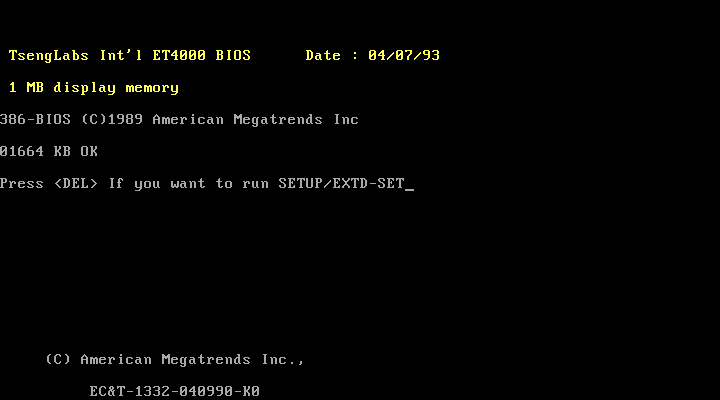 TsengLabs Int'l ET4000 BIOS      Date : 04/07/93
1 MB display memory
386-BIOS (C)1989 American Megatrends Inc
01664 KB OK
Press <DEL> If you want to run SETUP/EXTD-SET_
(C) American Megatrends Inc.,
EC&T-1332-040990-K0